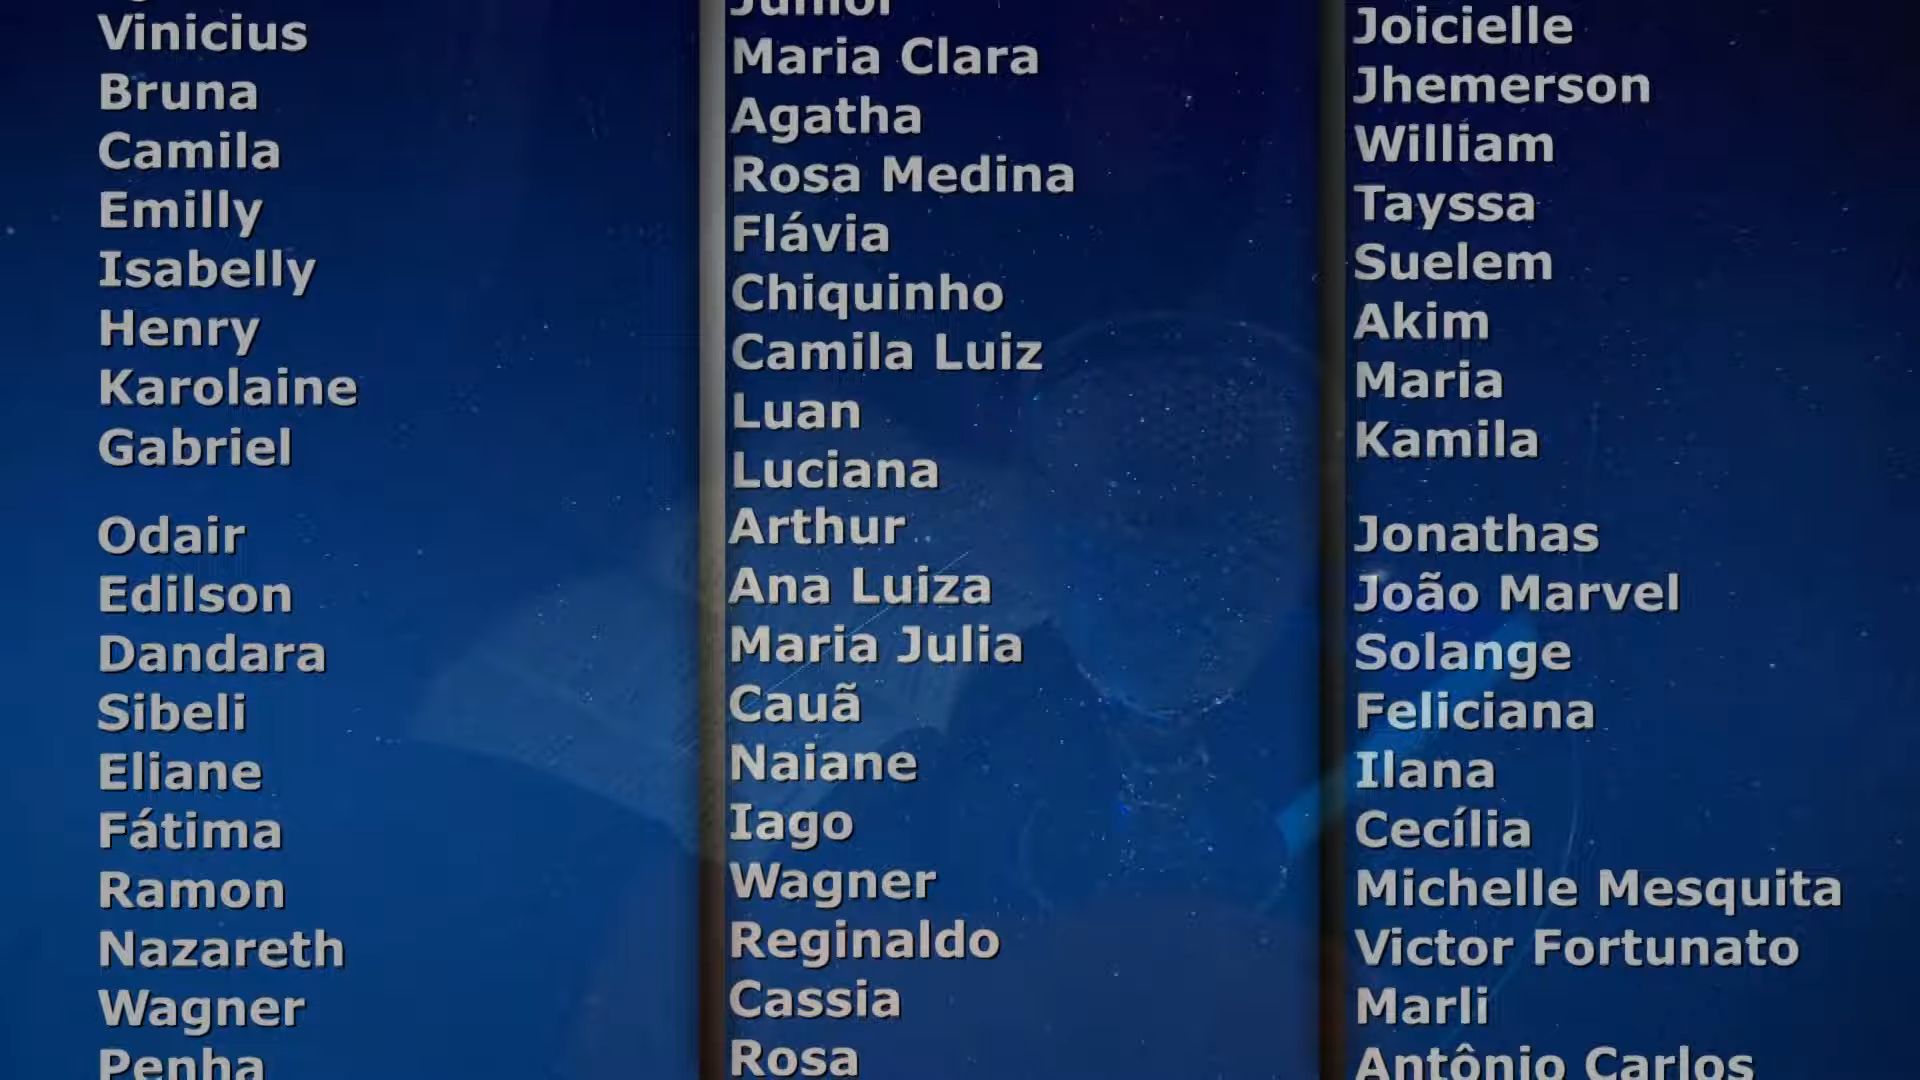 Vinicius
Bruna
Camila
Emilly
Isabelly
Henry
Karolaine
Gabriel
Odair
Edilson
Dandara
Sibeli
Eliane
Fátima
Ramon
Nazareth
Wagner
Penha
Junior
Maria Clara
Agatha
Rosa Medina
Flávia
Chiquinho
Camila Luiz
Luan
Luciana
Arthur
Ana Luiza
Maria Julia
Cauã
Naiane
Iago
Wagner
Reginaldo
Cassia
Rosa
Joicielle
Jhemerson
William
Tayssa
Suelem
Akim
Maria
Kamila
Jonathas
João Marvel
Solange
Feliciana
Ilana
Cecília
Michelle Mesquita
Victor Fortunato
Marli
Antônio Carlos